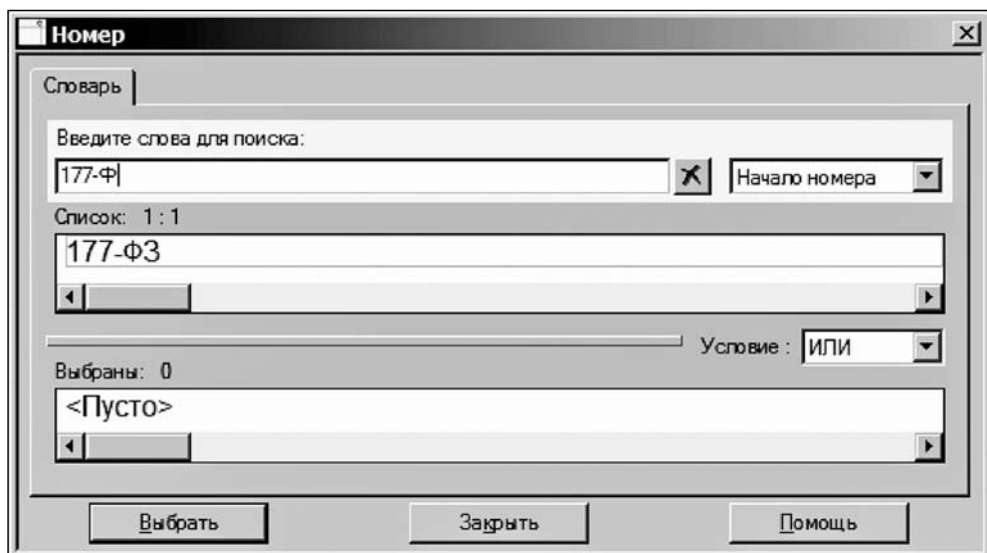 Номер
Словарь
Введите слова для поиска:
177-Ф
Начало номера
Список: 1 : 1
177-ФЗ
Условие : ИЛИ
Выбраны: 0
<Пусто>
Выбрать Закрыть Помощь